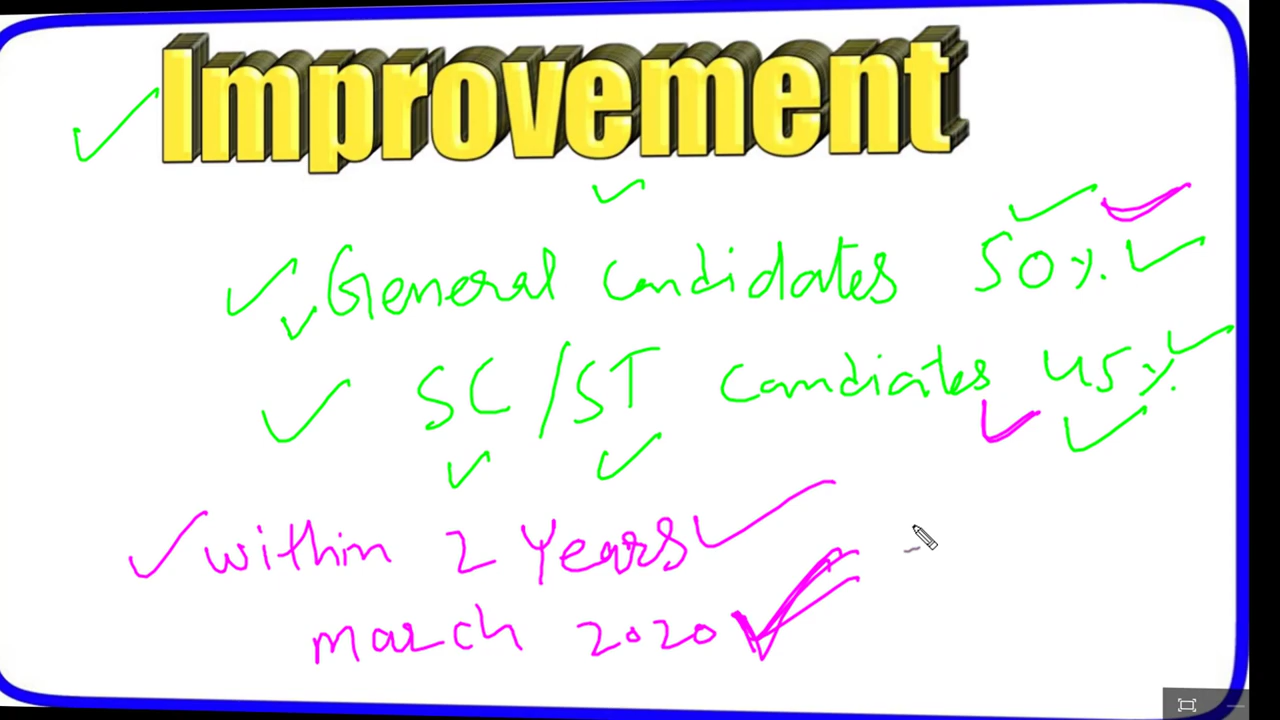 Improvement
General candidates 50%.
SC/ST candiates 45%.
within 2 Years
march 2020